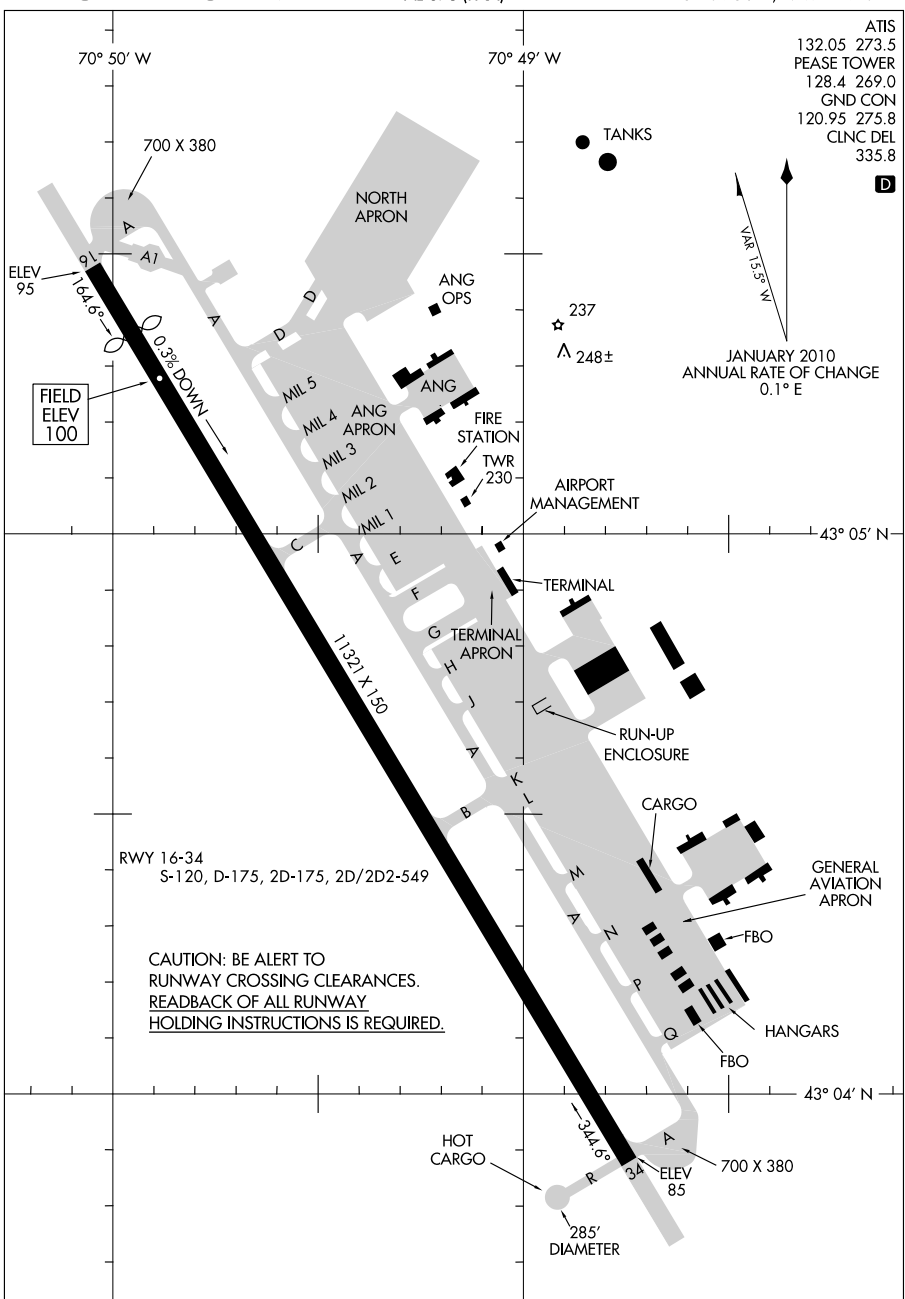 70° 50' W
70° 49' W
ATIS
132.05 273.5
PEASE TOWER
128.4 269.0
GND CON
120.95 275.8
CLNC DEL
335.8
D
VAR 15.5° W
JANUARY 2010
ANNUAL RATE OF CHANGE
0.1° E
TANKS
700 X 380
NORTH
APRON
A
A1
16
ELEV
95
164.6°
0.3% DOWN
FIELD
ELEV
100
A
D
D
ANG
OPS
237
248±
ANG
MIL 5
MIL 4
MIL 3
MIL 2
MIL 1
ANG
APRON
FIRE
STATION
TWR
230
AIRPORT
MANAGEMENT
43° 05' N
C
A
E
F
G
H
J
A
K
L
B
TERMINAL
TERMINAL
APRON
11321 X 150
RUN-UP
ENCLOSURE
CARGO
RWY 16-34
S-120, D-175, 2D-175, 2D/2D2-549
M
A
N
P
Q
GENERAL
AVIATION
APRON
FBO
CAUTION: BE ALERT TO
RUNWAY CROSSING CLEARANCES.
READBACK OF ALL RUNWAY
HOLDING INSTRUCTIONS IS REQUIRED.
HANGARS
FBO
43° 04' N
344.6°
HOT
CARGO
R
34
A
ELEV
85
700 X 380
285'
DIAMETER